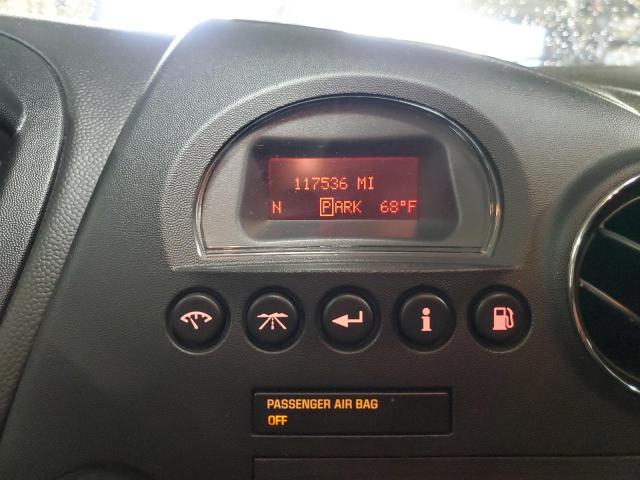 117536 MI
N PARK 68°F
i
PASSENGER AIR BAG
OFF